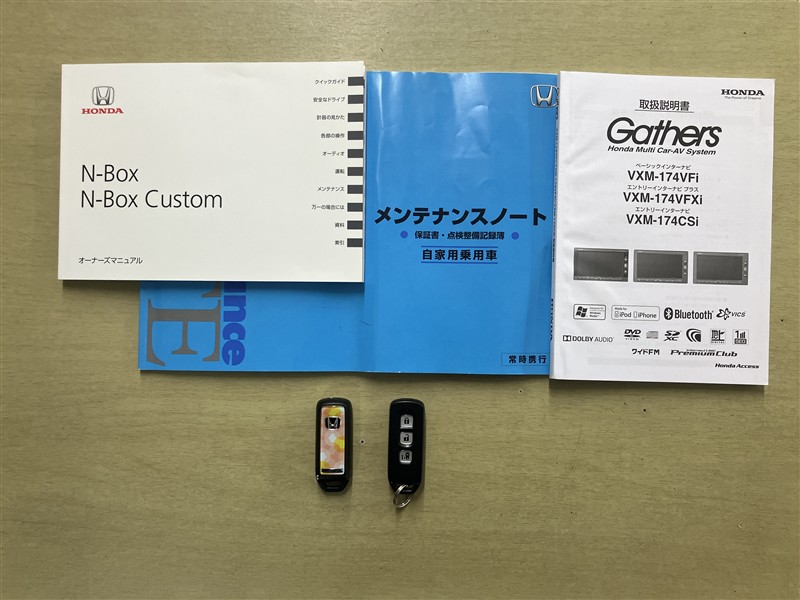 HONDA
N-Box
N-Box Custom
オーナーズマニュアル
クイックガイド
安全なドライブ
計器の見かた
各部の操作
オーディオ
運転
メンテナンス
万一の場合には
資料
索引
メンテナンスノート
保証書・点検整備記録簿
自家用乗用車
常時携行
HONDA
The Power of Dreams
取扱説明書
Gathers
Honda Multi Car-AV System
ベーシックインターナビ
VXM-174VFi
エントリーインターナビ プラス
VXM-174VFXi
エントリーインターナビ
VXM-174CSi
Made for
iPod iPhone
Bluetooth
VICS
DOLBY AUDIO
DVD
VIDEO
SD
XC
ワイドFM
Premium Club
Honda Access